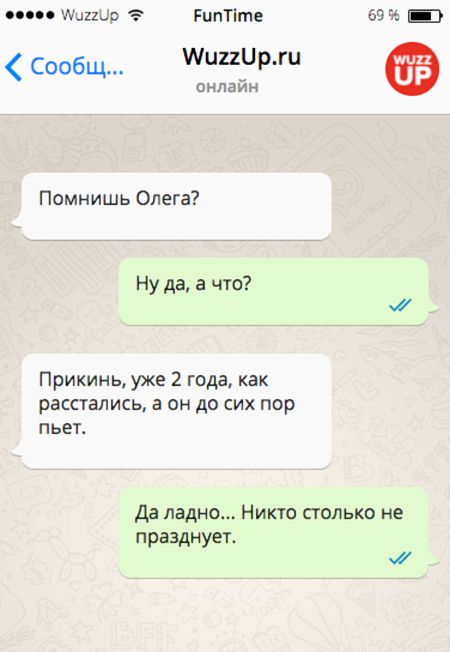 WuzzUp FunTime 69 %
Сообщ... WuzzUp.ru WUZZ
онлайн UP
Помнишь Олега?
Ну да, а что?
Прикинь, уже 2 года, как
расстались, а он до сих пор
пьет.
Да ладно... Никто столько не
празднует.
BFF